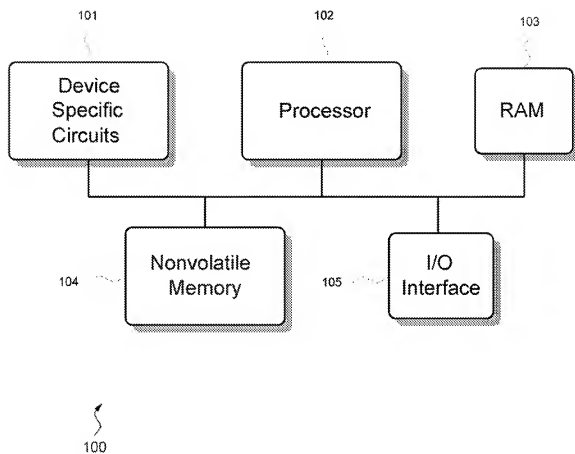 101
102
103
Device
Specific
Circuits
Processor
RAM
104
Nonvolatile
Memory
105
I/O
Interface
100